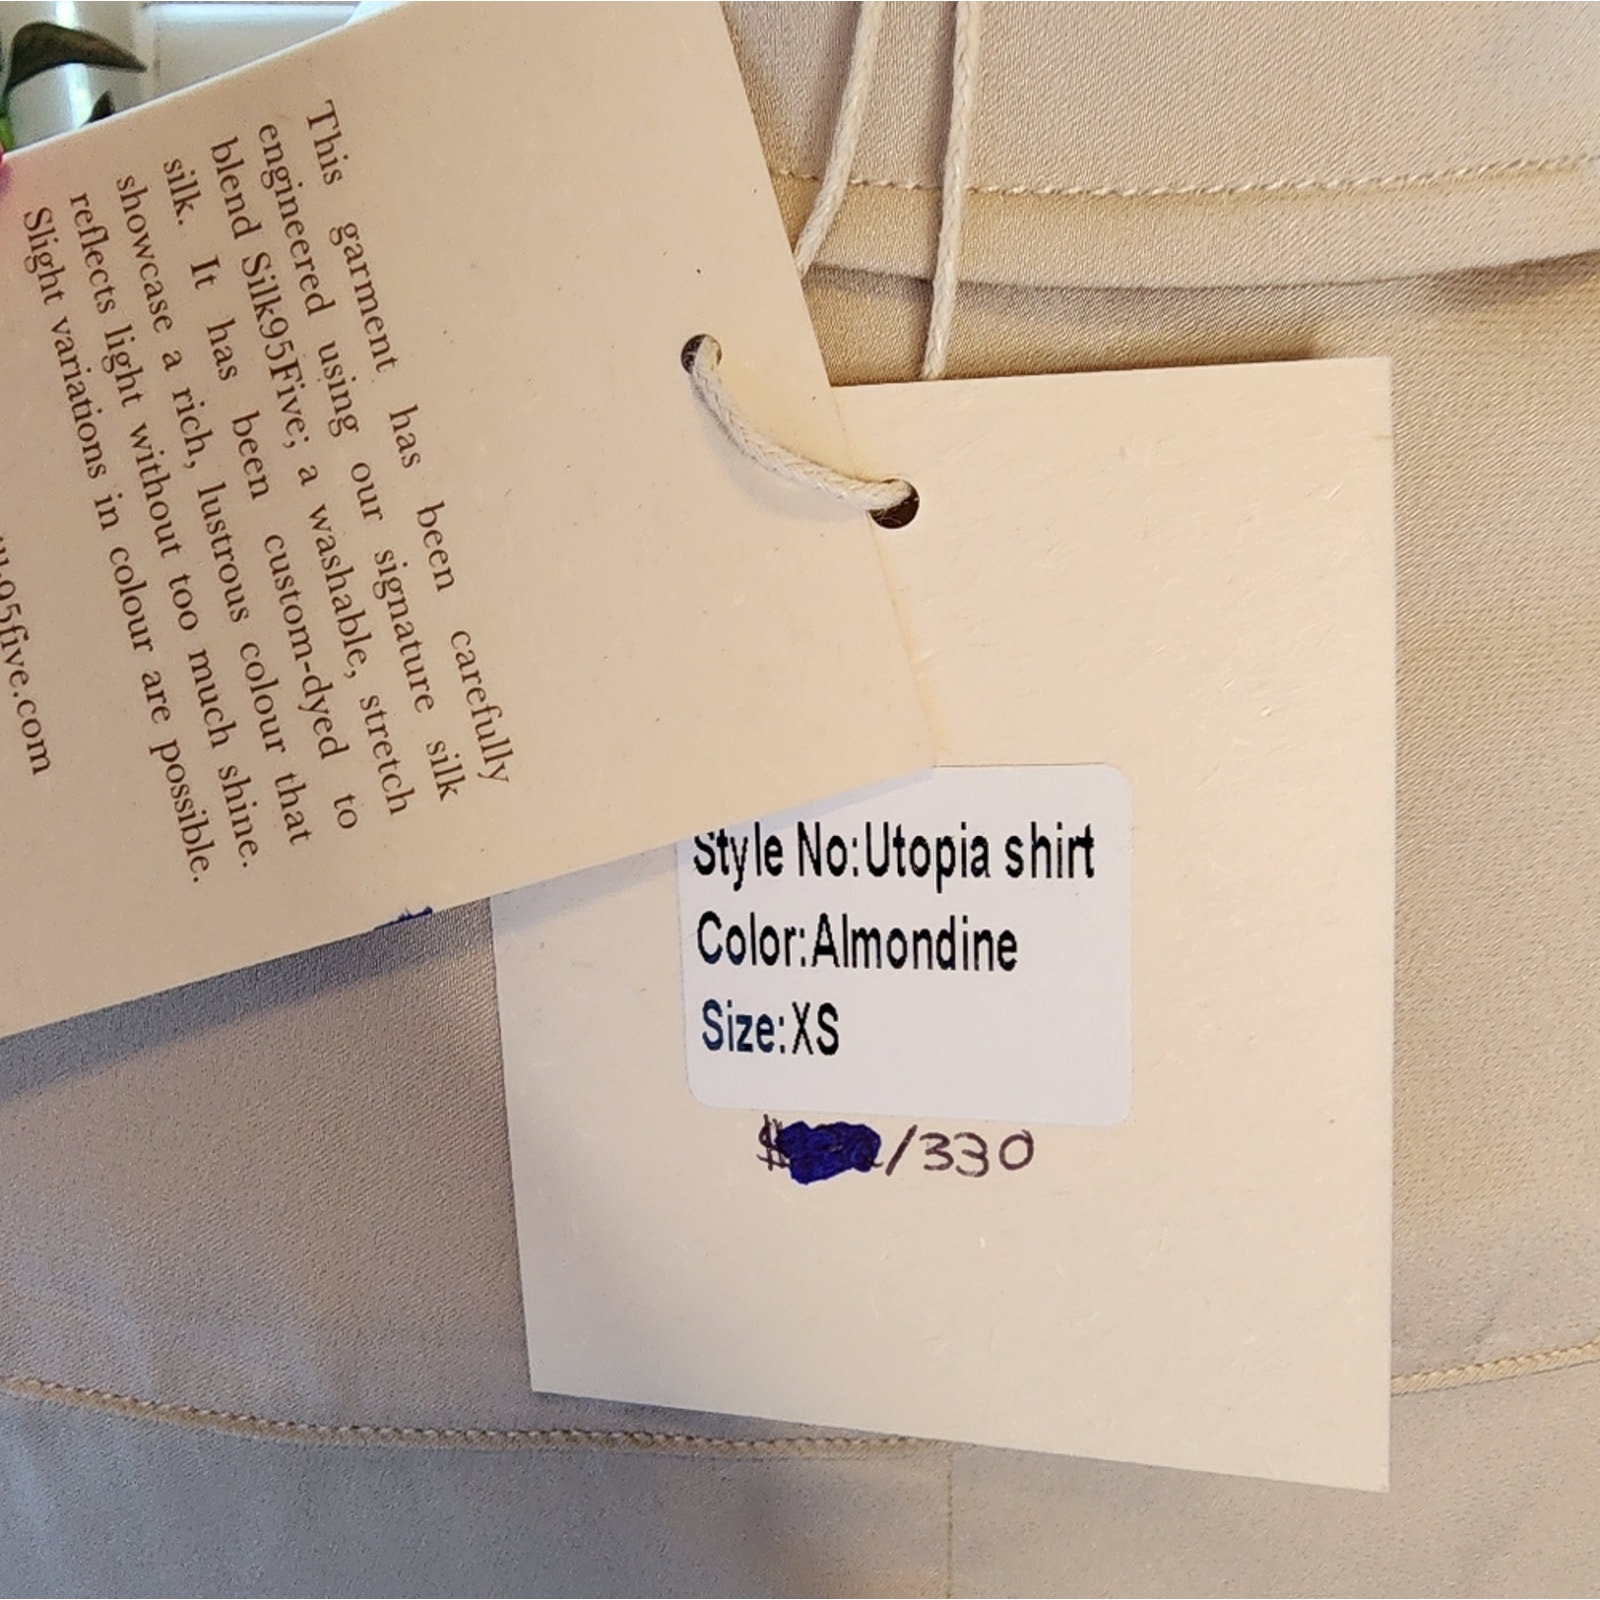 This garment has been carefully
engineered using our signature silk
blend Silk95Five; a washable, stretch
silk. It has been custom-dyed to
showcase a rich, lustrous colour that
reflects light without too much shine.
Slight variations in colour are possible.
95five.com
Style No:Utopia shirt
Color:Almondine
Size:XS
/330